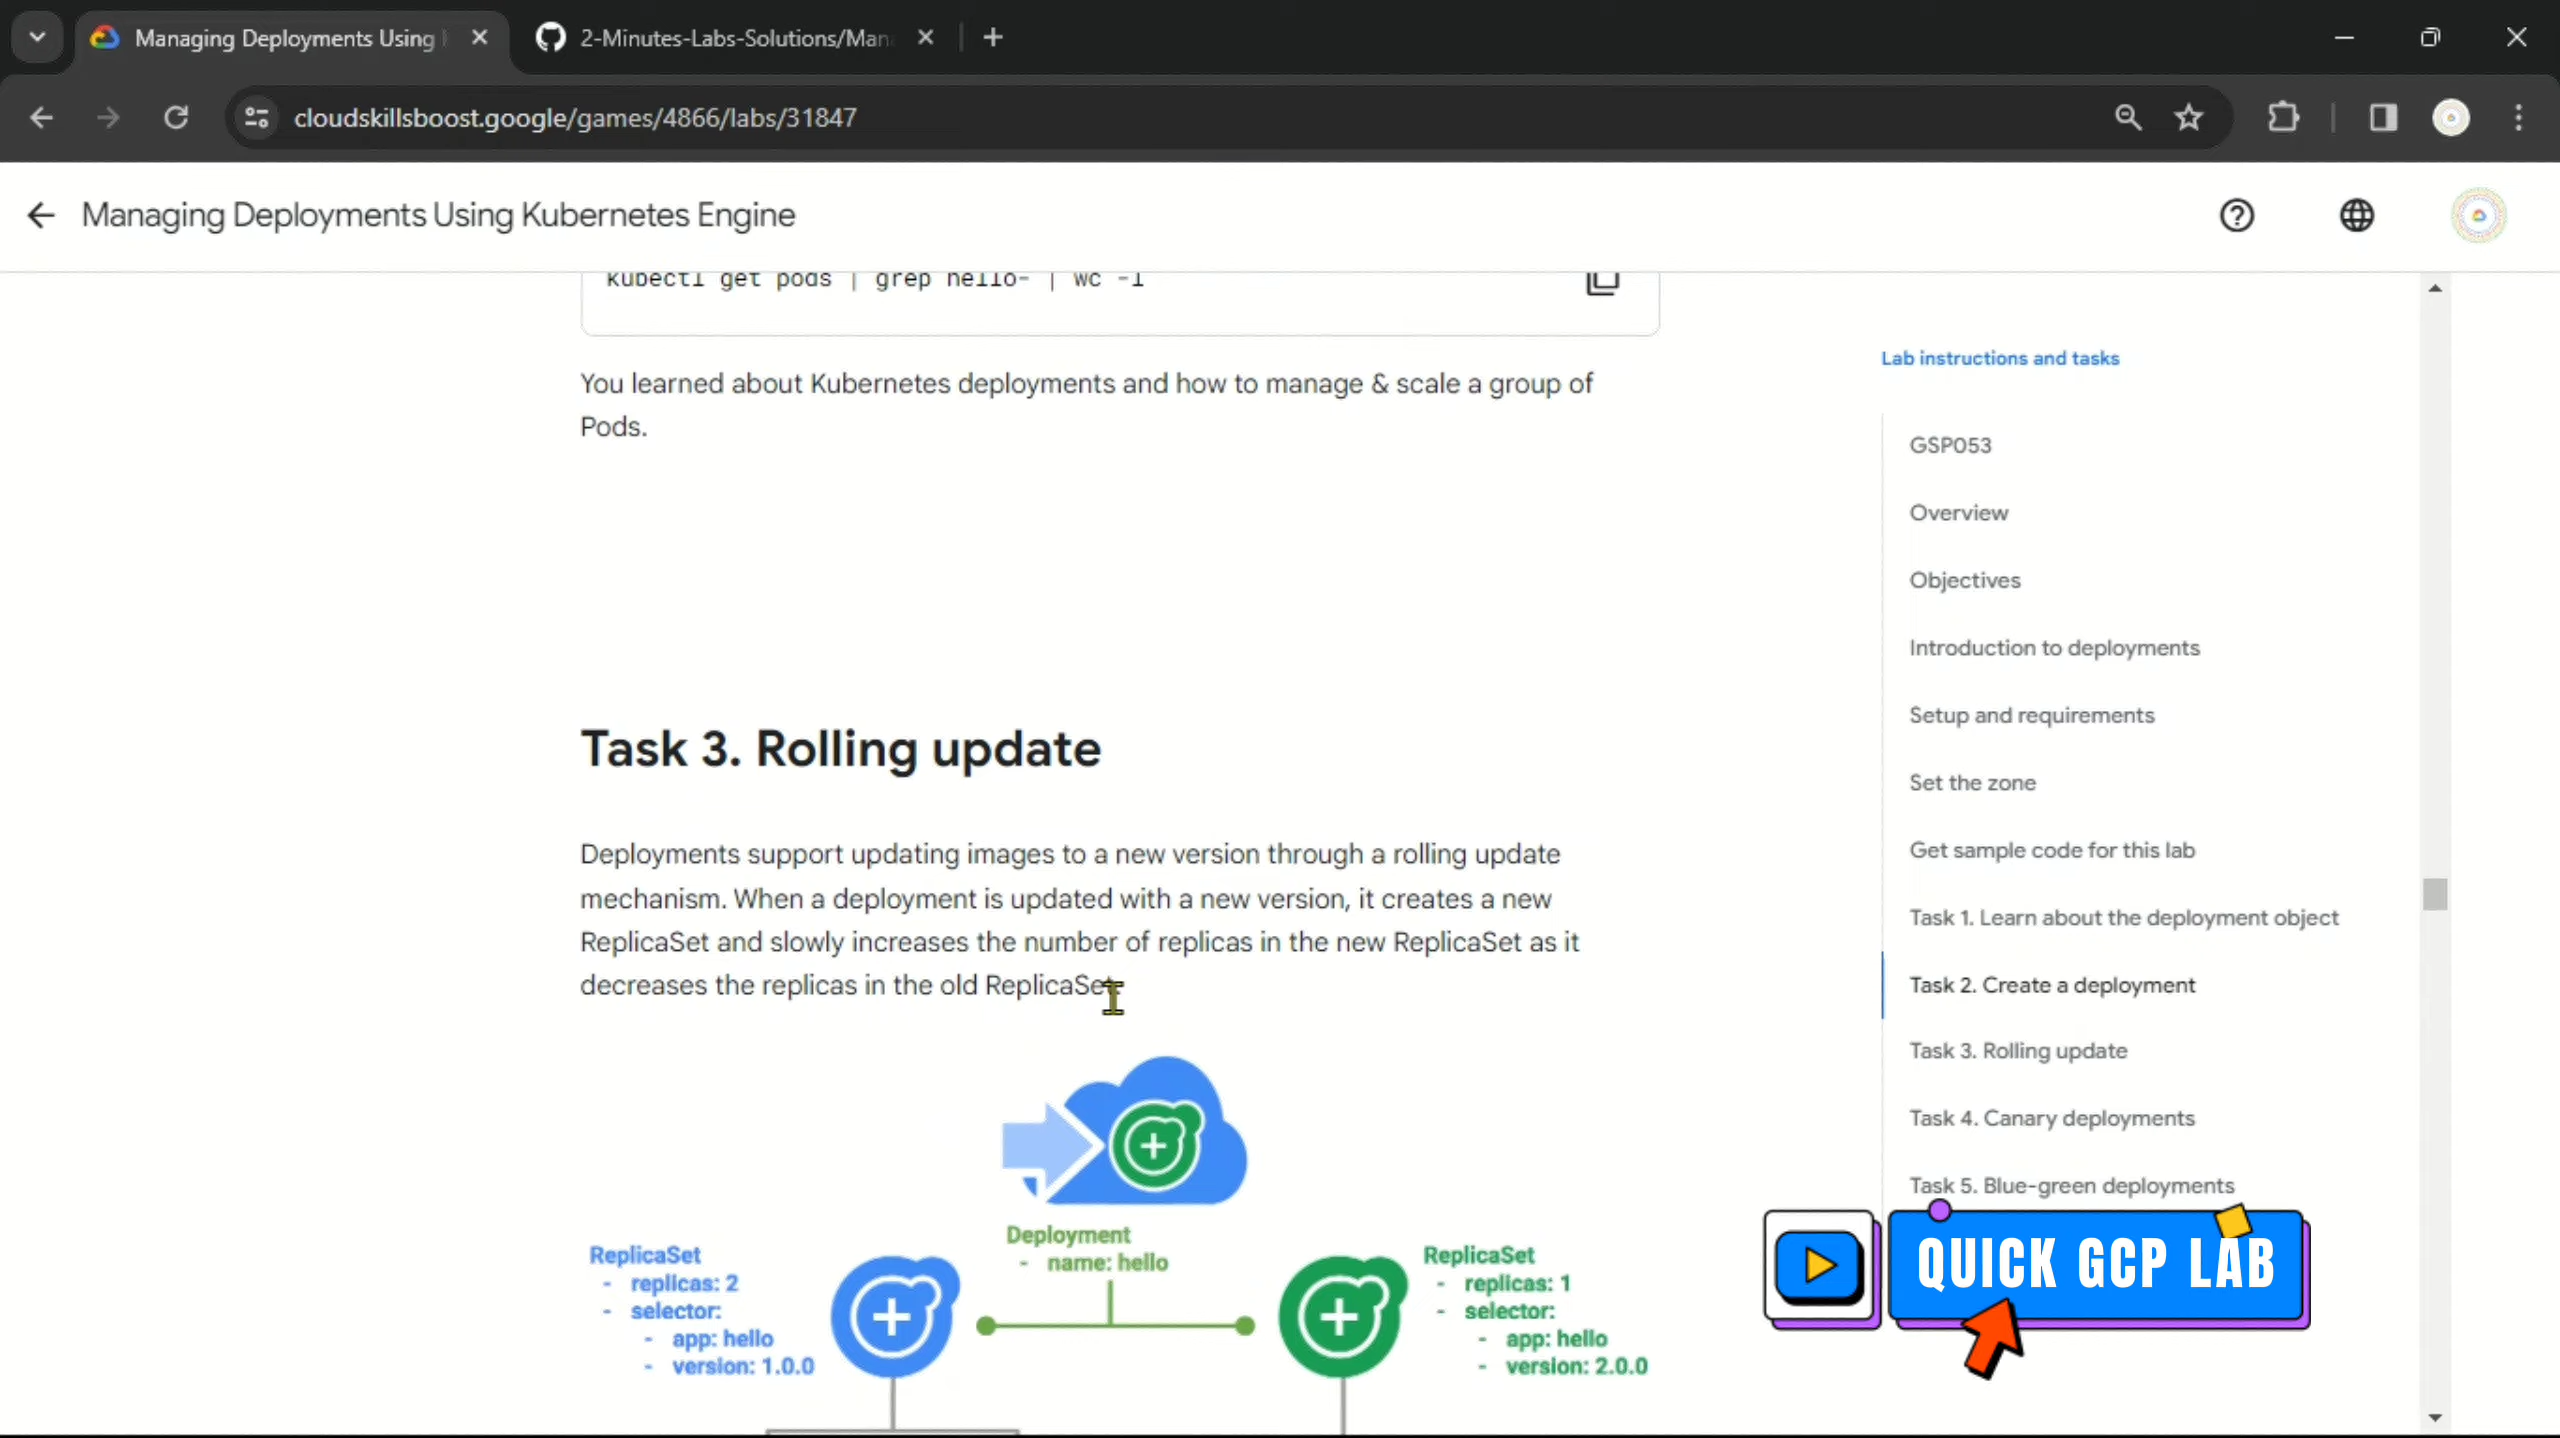 Managing Deployments Using
2-Minutes-Labs-Solutions/Man
cloudskillsboost.google/games/4866/labs/31847
Managing Deployments Using Kubernetes Engine
kubectl get pods | grep hello- | wc -l
You learned about Kubernetes deployments and how to manage & scale a group of
Pods.
Task 3. Rolling update
Deployments support updating images to a new version through a rolling update
mechanism. When a deployment is updated with a new version, it creates a new
ReplicaSet and slowly increases the number of replicas in the new ReplicaSet as it
decreases the replicas in the old ReplicaSet.
Deployment
- name: hello
ReplicaSet
- replicas: 2
- selector:
- app: hello
- version: 1.0.0
ReplicaSet
- replicas: 1
- selector:
- app: hello
- version: 2.0.0
Lab instructions and tasks
GSP053
Overview
Objectives
Introduction to deployments
Setup and requirements
Set the zone
Get sample code for this lab
Task 1. Learn about the deployment object
Task 2. Create a deployment
Task 3. Rolling update
Task 4. Canary deployments
Task 5. Blue-green deployments
QUICK GCP LAB